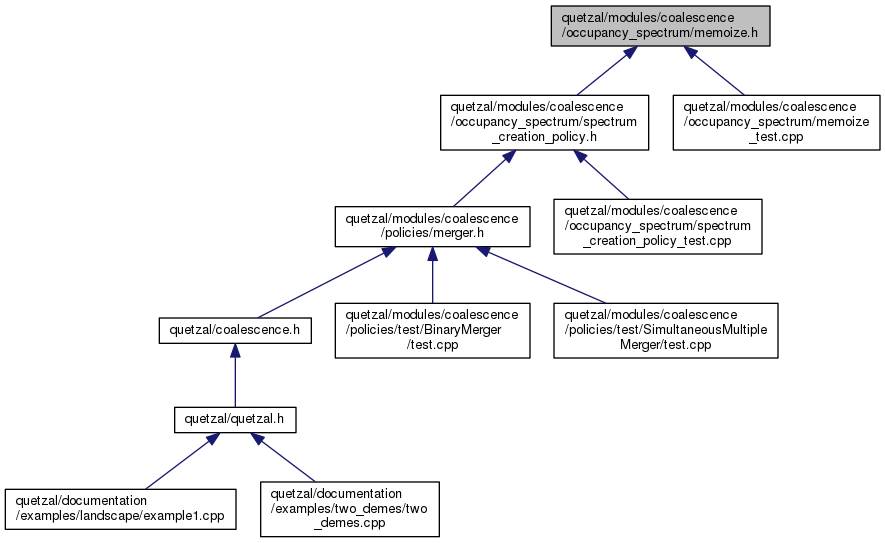 quetzal/modules/coalescence
/occupancy_spectrum/memoize.h
quetzal/modules/coalescence
/occupancy_spectrum/spectrum
_creation_policy.h
quetzal/modules/coalescence
/occupancy_spectrum/memoize
_test.cpp
quetzal/modules/coalescence
/policies/merger.h
quetzal/modules/coalescence
/occupancy_spectrum/spectrum
_creation_policy_test.cpp
quetzal/coalescence.h
quetzal/modules/coalescence
/policies/test/BinaryMerger
/test.cpp
quetzal/modules/coalescence
/policies/test/SimultaneousMultiple
Merger/test.cpp
quetzal/quetzal.h
quetzal/documentation
/examples/landscape/example1.cpp
quetzal/documentation
/examples/two_demes/two
_demes.cpp